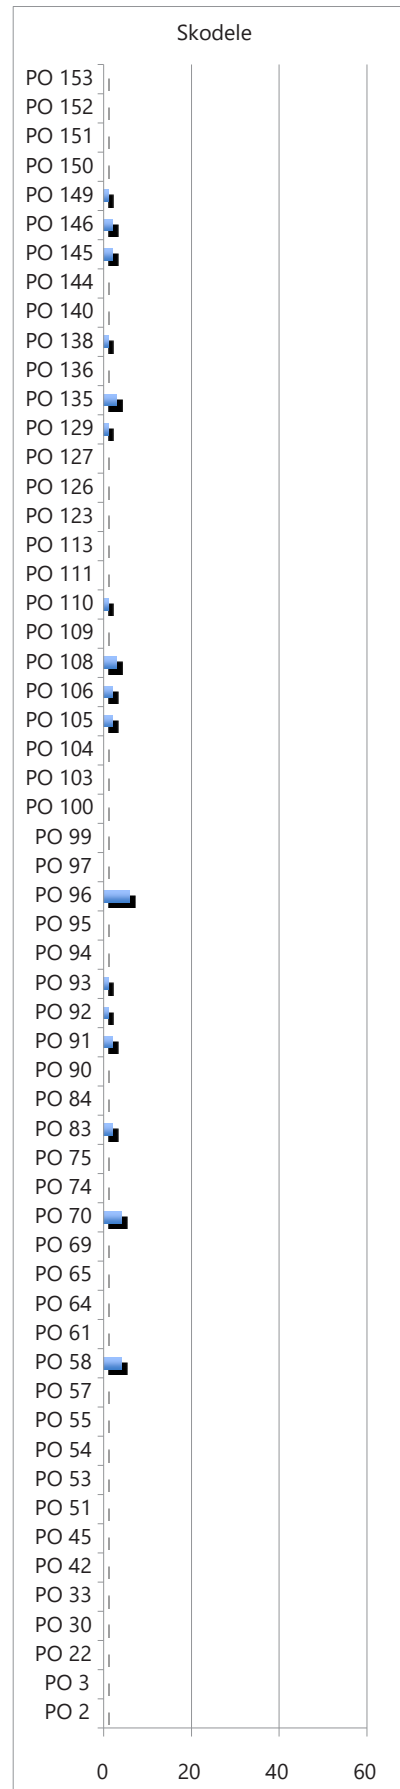 Skodele
PO 153
PO 152
PO 151
PO 150
PO 149
PO 146
PO 145
PO 144
PO 140
PO 138
PO 136
PO 135
PO 129
PO 127
PO 126
PO 123
PO 113
PO 111
PO 110
PO 109
PO 108
PO 106
PO 105
PO 104
PO 103
PO 100
PO 99
PO 97
PO 96
PO 95
PO 94
PO 93
PO 92
PO 91
PO 90
PO 84
PO 83
PO 75
PO 74
PO 70
PO 69
PO 65
PO 64
PO 61
PO 58
PO 57
PO 55
PO 54
PO 53
PO 51
PO 45
PO 42
PO 33
PO 30
PO 22
PO 3
PO 2
0 20 40 60